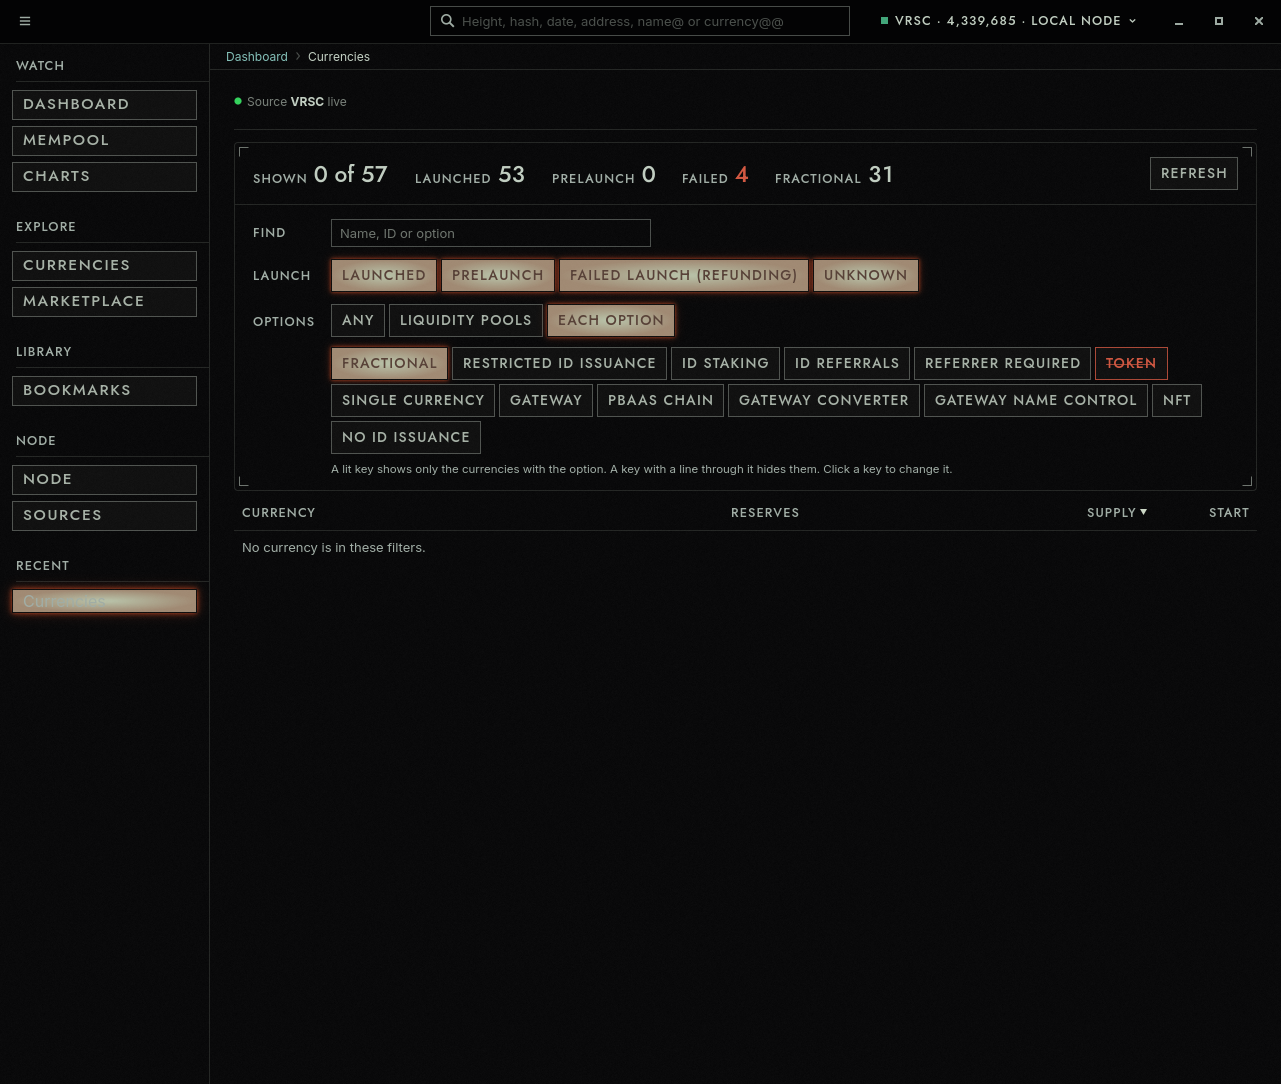 Height, hash, date, address, name@ or currency@@
VRSC · 4,339,685 · LOCAL NODE
WATCH
DASHBOARD
MEMPOOL
CHARTS
EXPLORE
CURRENCIES
MARKETPLACE
LIBRARY
BOOKMARKS
NODE
NODE
SOURCES
RECENT
Currencies
Dashboard › Currencies
Source VRSC live
SHOWN 0 of 57 LAUNCHED 53 PRELAUNCH 0 FAILED 4 FRACTIONAL 31 REFRESH
FIND Name, ID or option
LAUNCH LAUNCHED PRELAUNCH FAILED LAUNCH (REFUNDING) UNKNOWN
OPTIONS ANY LIQUIDITY POOLS EACH OPTION
FRACTIONAL RESTRICTED ID ISSUANCE ID STAKING ID REFERRALS REFERRER REQUIRED TOKEN
SINGLE CURRENCY GATEWAY PBAAS CHAIN GATEWAY CONVERTER GATEWAY NAME CONTROL NFT
NO ID ISSUANCE
A lit key shows only the currencies with the option. A key with a line through it hides them. Click a key to change it.
CURRENCY RESERVES SUPPLY START
No currency is in these filters.